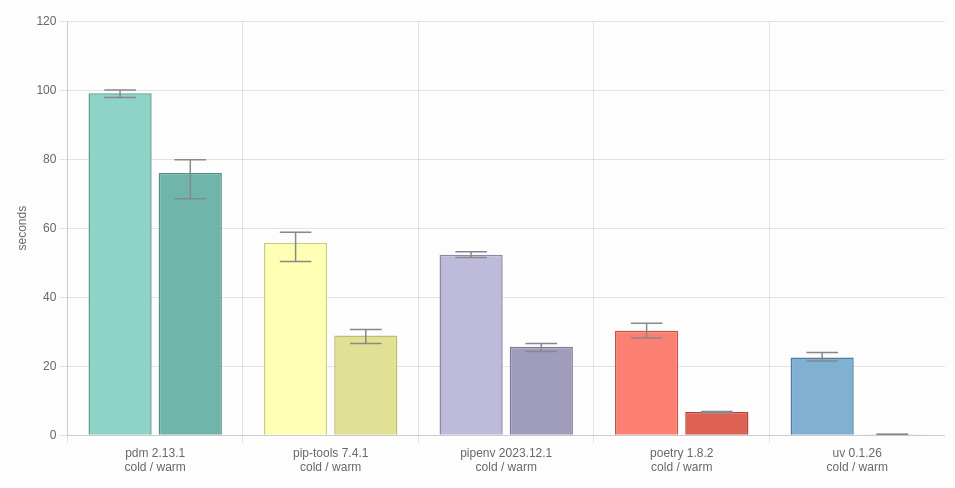 120
100
80
60
40
20
0
seconds
pdm 2.13.1
cold / warm
pip-tools 7.4.1
cold / warm
pipenv 2023.12.1
cold / warm
poetry 1.8.2
cold / warm
uv 0.1.26
cold / warm